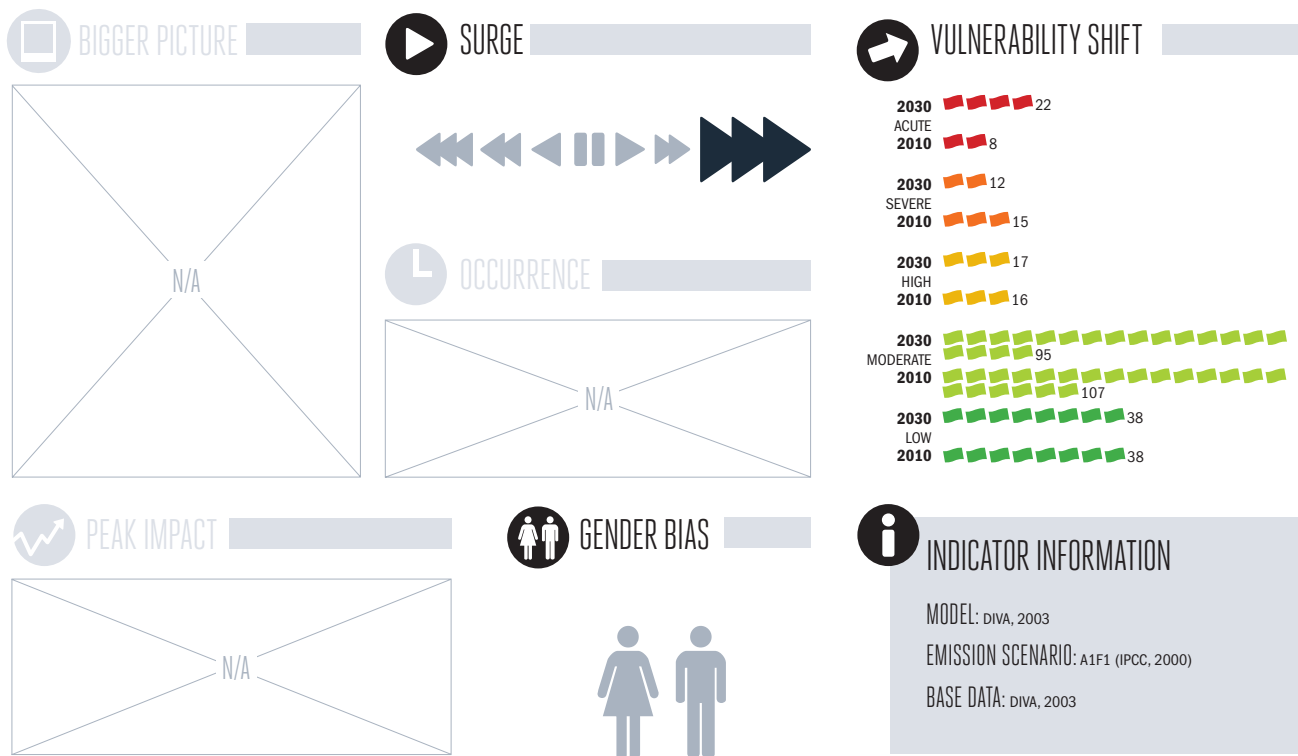 BIGGER PICTURE
N/A
SURGE
OCCURRENCE
N/A
VULNERABILITY SHIFT
2030 22
ACUTE
2010 8
2030 12
SEVERE
2010 15
2030 17
HIGH
2010 16
2030
MODERATE 95
2010
107
2030 38
LOW
2010 38
PEAK IMPACT
N/A
GENDER BIAS
INDICATOR INFORMATION
MODEL: DIVA, 2003
EMISSION SCENARIO: A1F1 (IPCC, 2000)
BASE DATA: DIVA, 2003